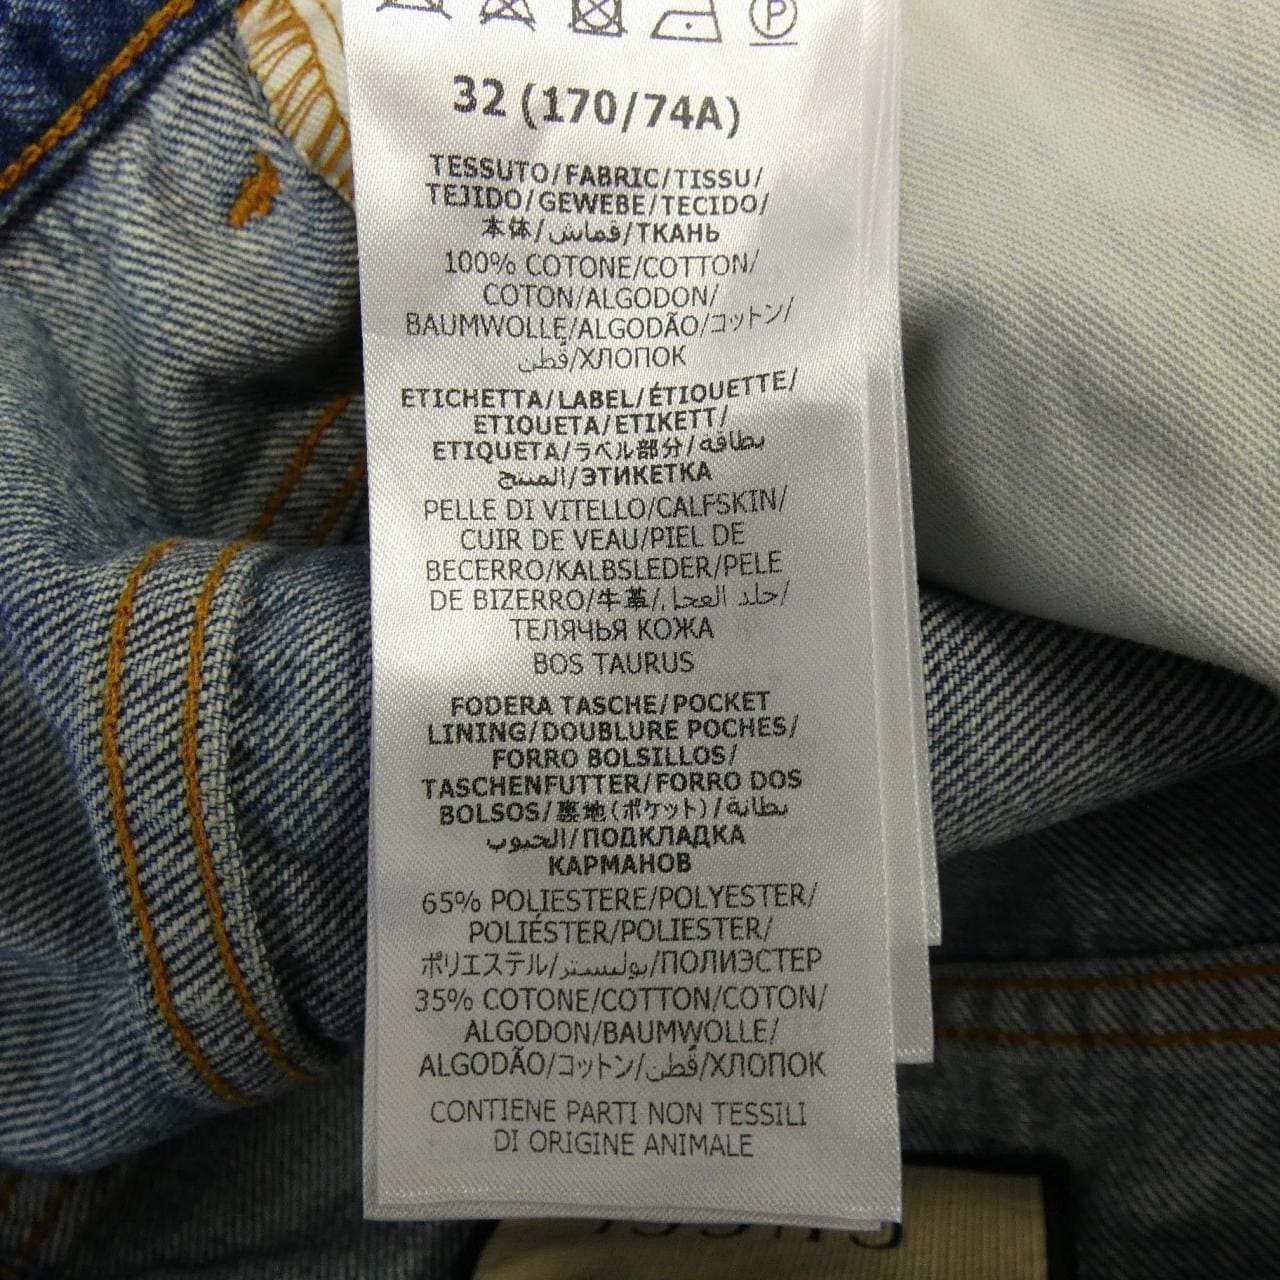 P
32 (170/74A)
TESSUTO/FABRIC/TISSU/
TEJIDO/GEWEBE/TECIDO/
本体/قماش/ТКАНЬ
100% COTONE/COTTON/
COTON/ALGODON/
BAUMWOLLE/ALGODÃO/コットン/
قُطن/ХЛОПОК
ETICHETTA/LABEL/ÉTIQUETTE/
ETIQUETA/ETIKETT/
ETIQUETA/ラベル部分/بطاقة
المنتج/ЭТИКЕТКА
PELLE DI VITELLO/CALFSKIN/
CUIR DE VEAU/PIEL DE
BECERRO/KALBSLEDER/PELE
DE BIZERRO/牛革/جلد العجل/
ТЕЛЯЧЬЯ КОЖА
BOS TAURUS
FODERA TASCHE/POCKET
LINING/DOUBLURE POCHES/
FORRO BOLSILLOS/
TASCHENFUTTER/FORRO DOS
BOLSOS/裏地(ポケット)/بطانة
الجيوب/ПОДКЛАДКА
КАРМАНОВ
65% POLIESTERE/POLYESTER/
POLIÉSTER/POLIESTER/
ポリエステル/بوليستر/ПОЛИЭСТЕР
35% COTONE/COTTON/COTON/
ALGODON/BAUMWOLLE/
ALGODÃO/コットン/قُطن/ХЛОПОК
CONTIENE PARTI NON TESSILI
DI ORIGINE ANIMALE